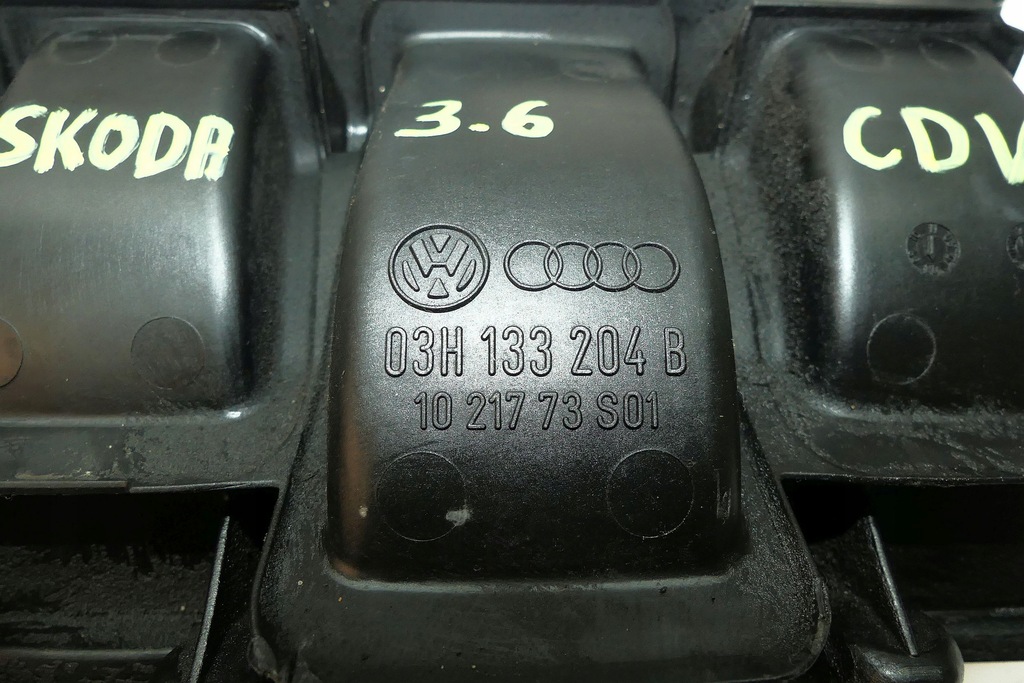 SKODA 3.6 CDV
03H 133 204 B
10 217 73 S01